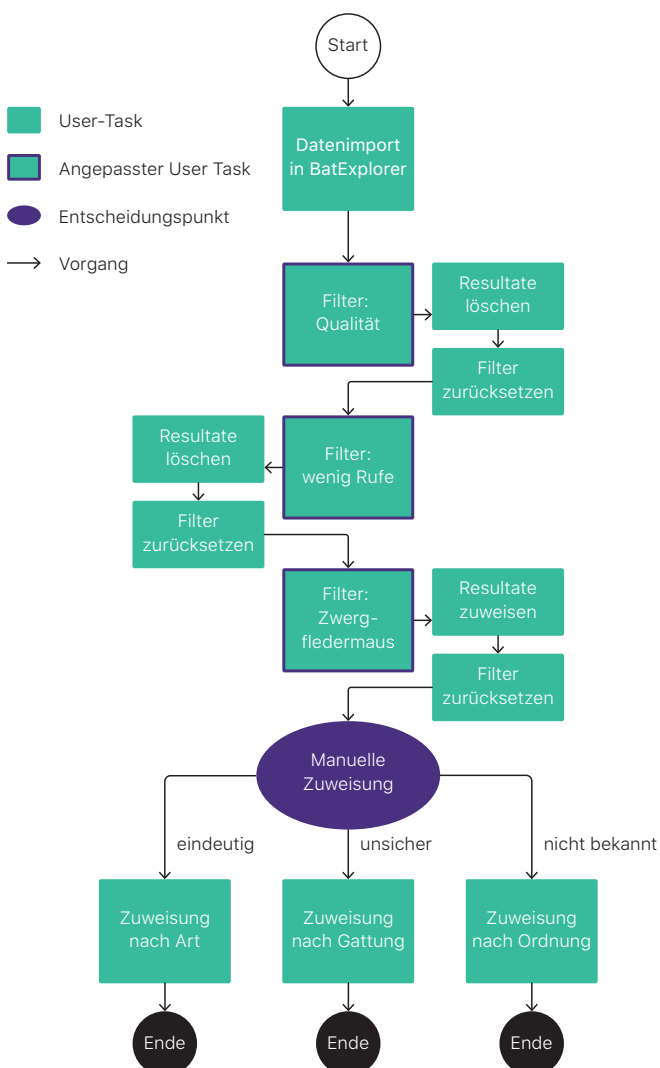 Start
User-Task
Angepasster User Task
Entscheidungspunkt
Vorgang
Datenimport
in BatExplorer
Filter:
Qualität
Resultate
löschen
Filter
zurücksetzen
Filter:
wenig Rufe
Resultate
löschen
Filter
zurücksetzen
Filter:
Zwerg-
fledermaus
Resultate
zuweisen
Filter
zurücksetzen
Manuelle
Zuweisung
eindeutig
unsicher
nicht bekannt
Zuweisung
nach Art
Zuweisung
nach Gattung
Zuweisung
nach Ordnung
Ende
Ende
Ende